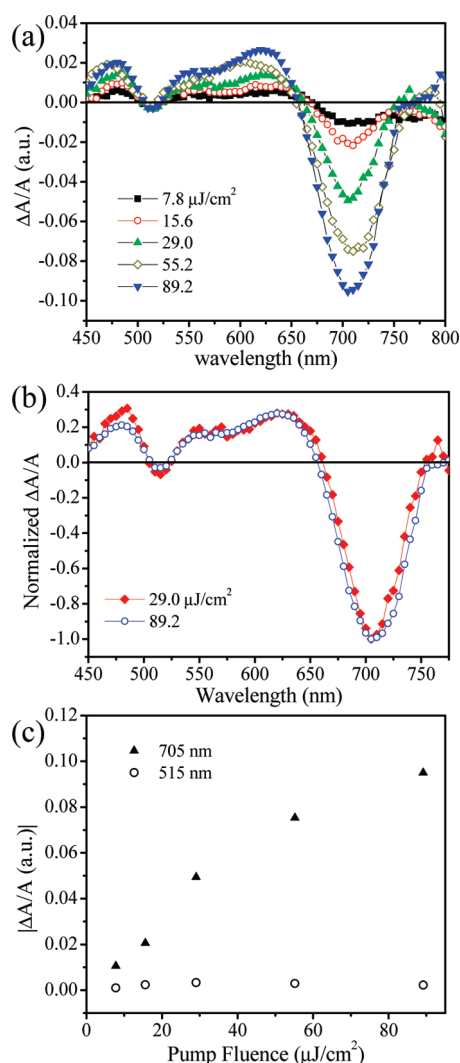 (a)
0.04
0.02
0.00
-0.02
-0.04
-0.06
-0.08
-0.10
ΔA/A (a.u.)
7.8 μJ/cm²
15.6
29.0
55.2
89.2
450 500 550 600 650 700 750 800
wavelength (nm)
(b)
0.4
0.2
0.0
-0.2
-0.4
-0.6
-0.8
-1.0
Normalized ΔA/A
29.0 μJ/cm²
89.2
450 500 550 600 650 700 750
Wavelength (nm)
(c)
0.12
0.10
0.08
0.06
0.04
0.02
0.00
|ΔA/A (a.u.)|
705 nm
515 nm
0 20 40 60 80
Pump Fluence (μJ/cm²)